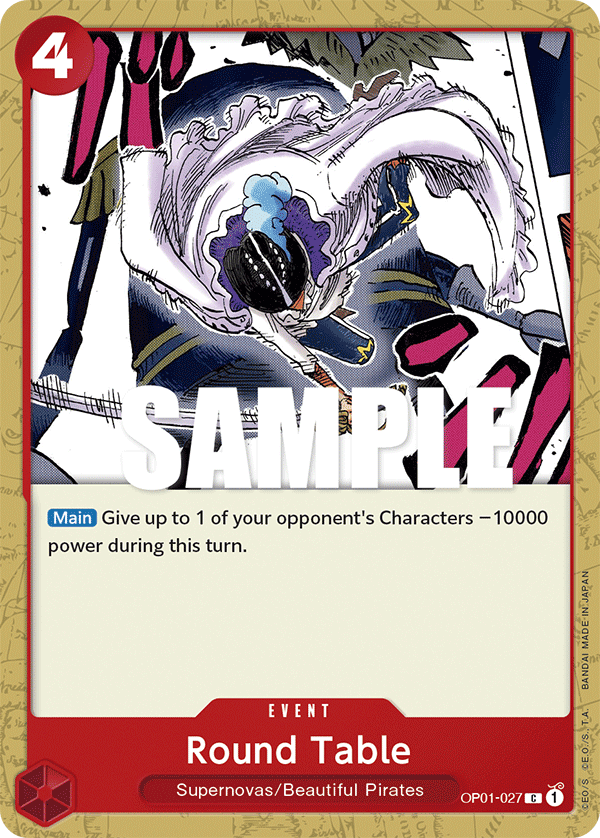 4
SAMPLE
Main Give up to 1 of your opponent's Characters −10000
power during this turn.
EVENT
Round Table
Supernovas/Beautiful Pirates
OP01-027 C 1
©E.O./S. ©E.O./S.,T.A. BANDAI MADE IN JAPAN